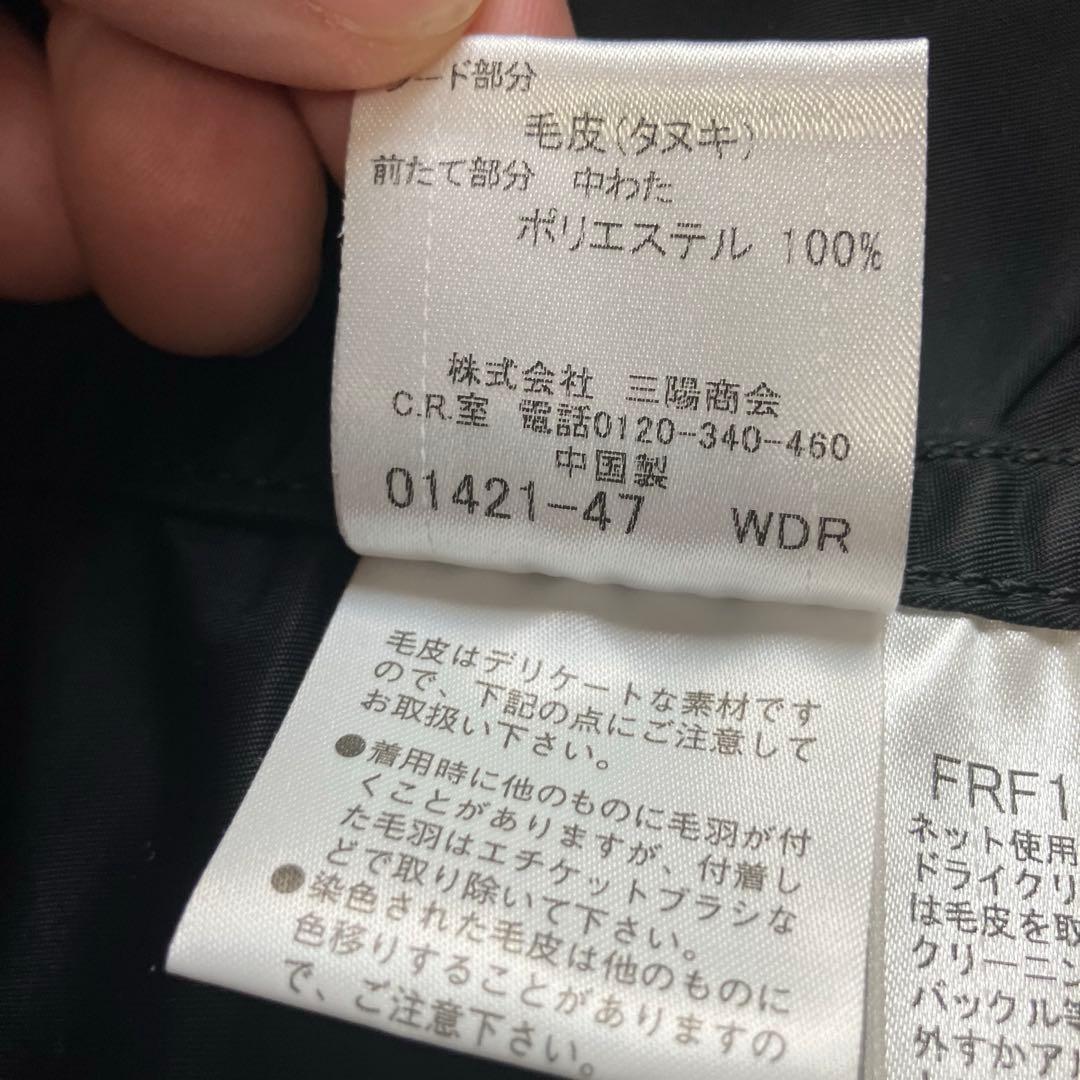 フード部分
毛皮(タヌキ)
前たて部分 中わた
ポリエステル 100%
株式会社 三陽商会
C.R.室 電話0120-340-460
中国製
01421-47 WDR
毛皮はデリケートな素材です
ので、下記の点にご注意して
お取扱い下さい。
●着用時に他のものに毛羽が付
くことがありますが、付着し
た毛羽はエチケットブラシな
どで取り除いて下さい。
●染色された毛皮は他のものに
色移りすることがありますの
で、ご注意下さい。
FRF1
ネット使用
ドライクリ
は毛皮を取
クリーニン
バックル等
外すかアル